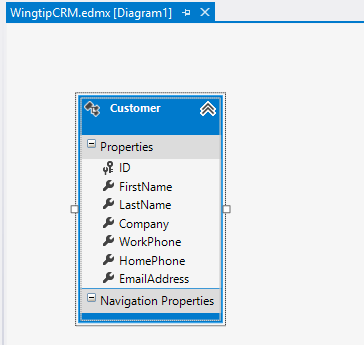 WingtipCRM.edmx [Diagram1]
Customer
Properties
ID
FirstName
LastName
Company
WorkPhone
HomePhone
EmailAddress
Navigation Properties